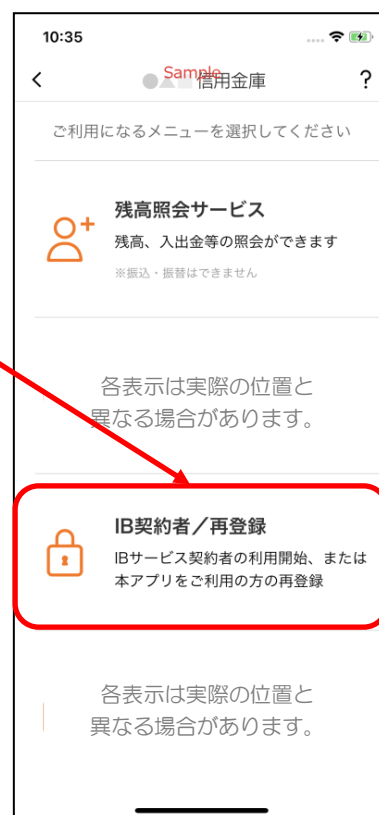 10:35
Sample
信用金庫
?
ご利用になるメニューを選択してください
残高照会サービス
残高、入出金等の照会ができます
※振込・振替はできません
各表示は実際の位置と
異なる場合があります。
IB契約者／再登録
IBサービス契約者の利用開始、または
本アプリをご利用の方の再登録
各表示は実際の位置と
異なる場合があります。